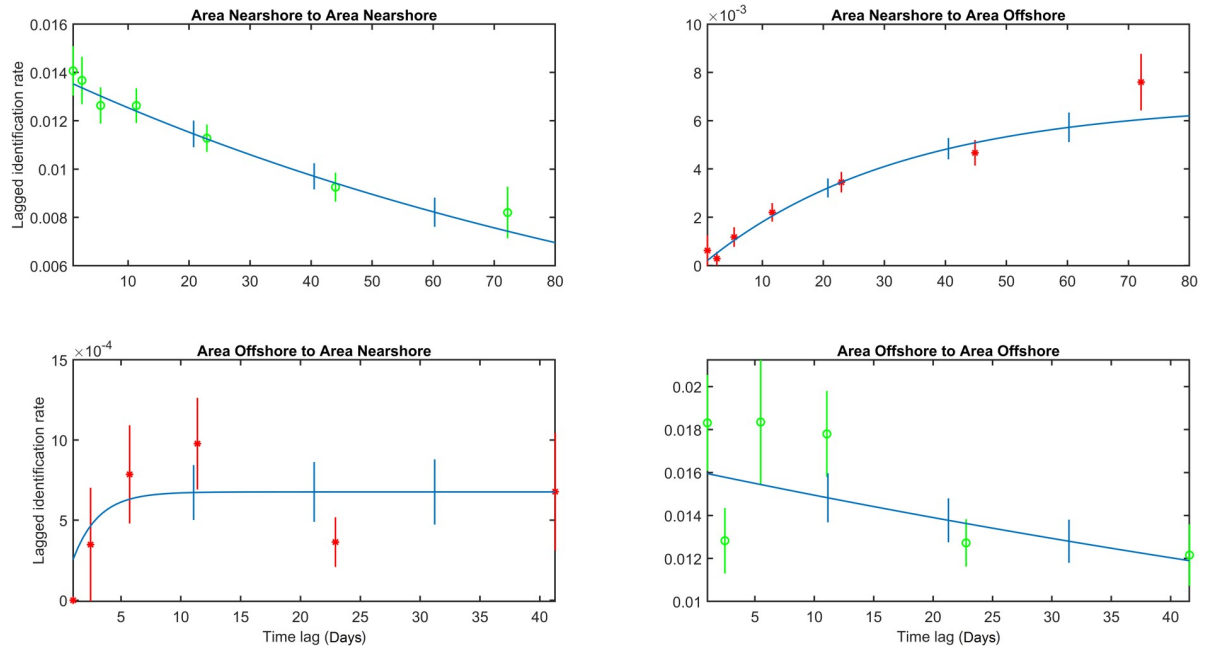 Area Nearshore to Area Nearshore
Lagged identification rate
0.016
0.014
0.012
0.01
0.008
0.006
10 20 30 40 50 60 70 80
Area Nearshore to Area Offshore
×10⁻³
10
8
6
4
2
0
10 20 30 40 50 60 70 80
Area Offshore to Area Nearshore
×10⁻⁴
Lagged identification rate
15
10
5
0
5 10 15 20 25 30 35 40
Time lag (Days)
Area Offshore to Area Offshore
0.02
0.018
0.016
0.014
0.012
0.01
5 10 15 20 25 30 35 40
Time lag (Days)